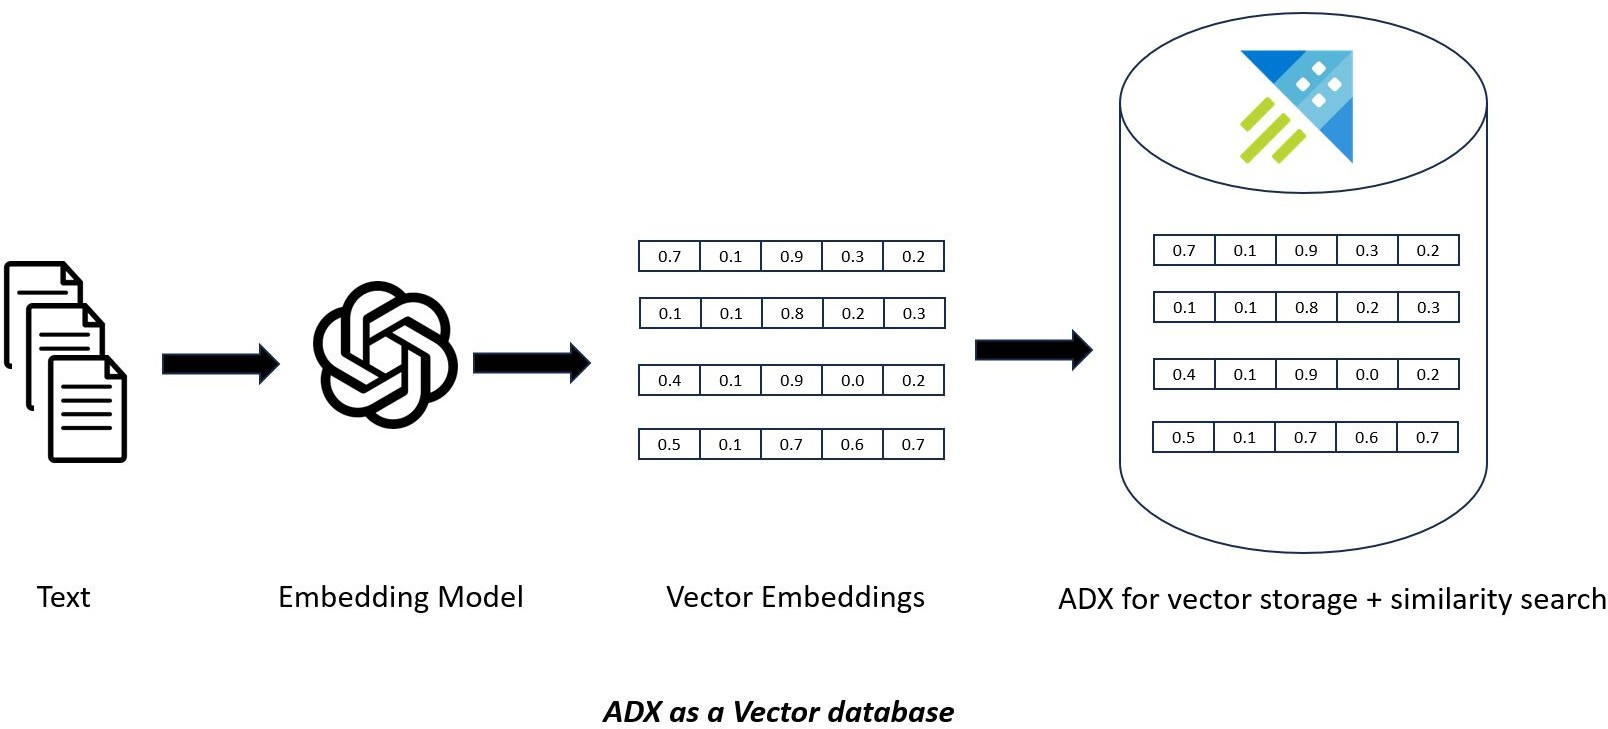 0.7 0.1 0.9 0.3 0.2
0.1 0.1 0.8 0.2 0.3
0.4 0.1 0.9 0.0 0.2
0.5 0.1 0.7 0.6 0.7
0.7 0.1 0.9 0.3 0.2
0.1 0.1 0.8 0.2 0.3
0.4 0.1 0.9 0.0 0.2
0.5 0.1 0.7 0.6 0.7
Text
Embedding Model
Vector Embeddings
ADX for vector storage + similarity search
ADX as a Vector database